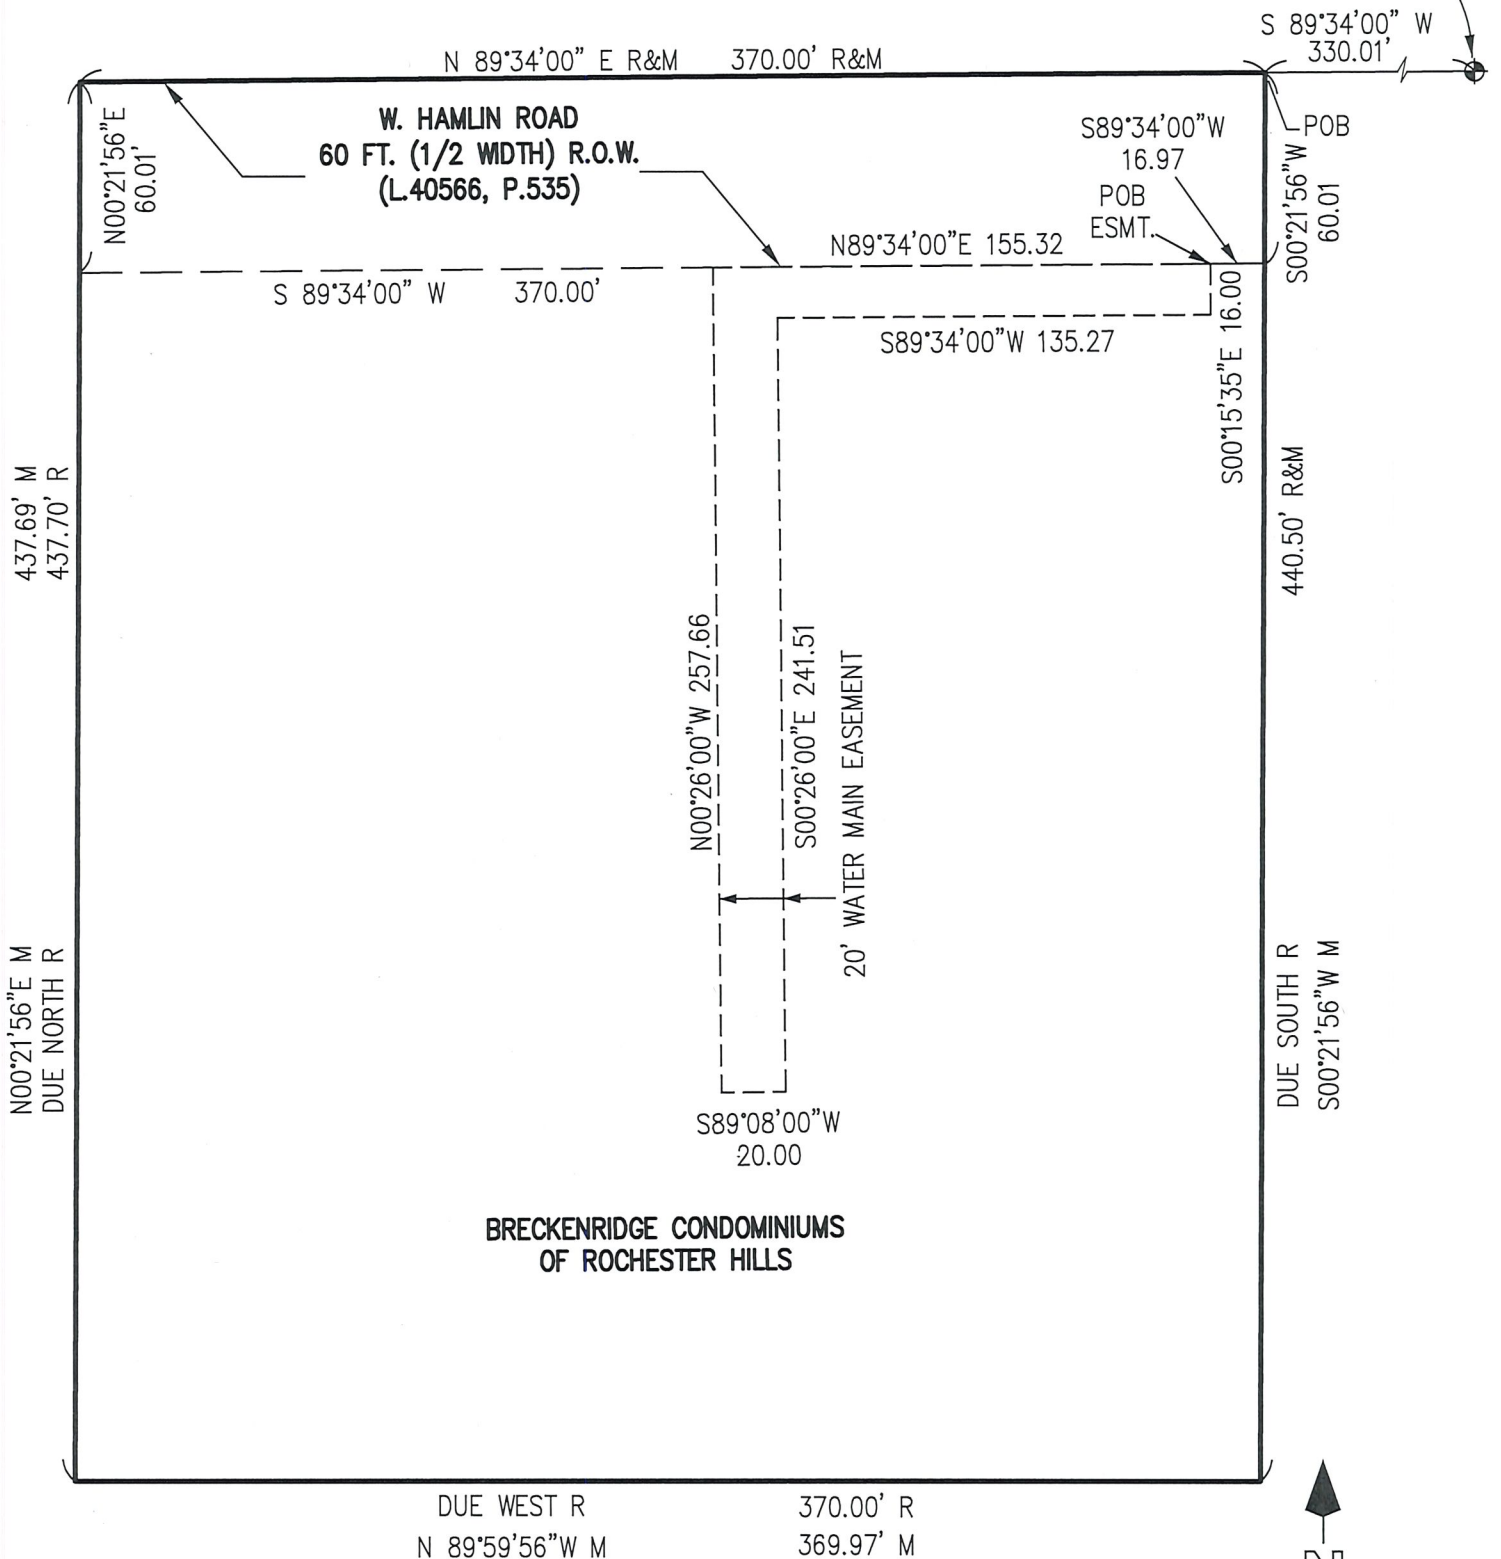 S 89°34'00" W
330.01'
N 89°34'00" E R&M 370.00' R&M
W. HAMLIN ROAD
60 FT. (1/2 WIDTH) R.O.W.
(L.40566, P.535)
N00°21'56"E
60.01'
S89°34'00"W
16.97
POB
POB
ESMT.
S00°21'56"W
60.01
N89°34'00"E 155.32
S 89°34'00" W 370.00'
S89°34'00"W 135.27
S00°15'35"E 16.00
437.69' M
437.70' R
440.50' R&M
N00°26'00"W 257.66
S00°26'00"E 241.51
20' WATER MAIN EASEMENT
N00°21'56"E M
DUE NORTH R
DUE SOUTH R
S00°21'56"W M
S89°08'00"W
20.00
BRECKENRIDGE CONDOMINIUMS
OF ROCHESTER HILLS
DUE WEST R 370.00' R
N 89°59'56"W M 369.97' M